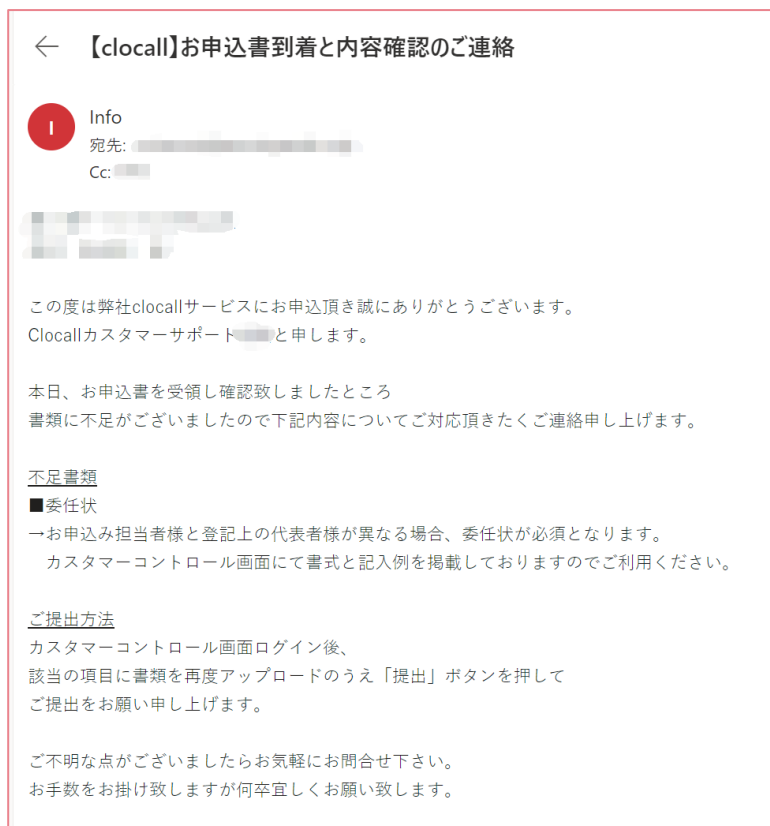 ← 【clocall】お申込書到着と内容確認のご連絡
I
Info
宛先:
Cc:
この度は弊社clocallサービスにお申込頂き誠にありがとうございます。
Clocallカスタマーサポート と申します。
本日、お申込書を受領し確認致しましたところ
書類に不足がございましたので下記内容についてご対応頂きたくご連絡申し上げます。
不足書類
■委任状
→お申込み担当者様と登記上の代表者様が異なる場合、委任状が必須となります。
カスタマーコントロール画面にて書式と記入例を掲載しておりますのでご利用ください。
ご提出方法
カスタマーコントロール画面ログイン後、
該当の項目に書類を再度アップロードのうえ「提出」ボタンを押して
ご提出をお願い申し上げます。
ご不明な点がございましたらお気軽にお問合せ下さい。
お手数をお掛け致しますが何卒宜しくお願い致します。